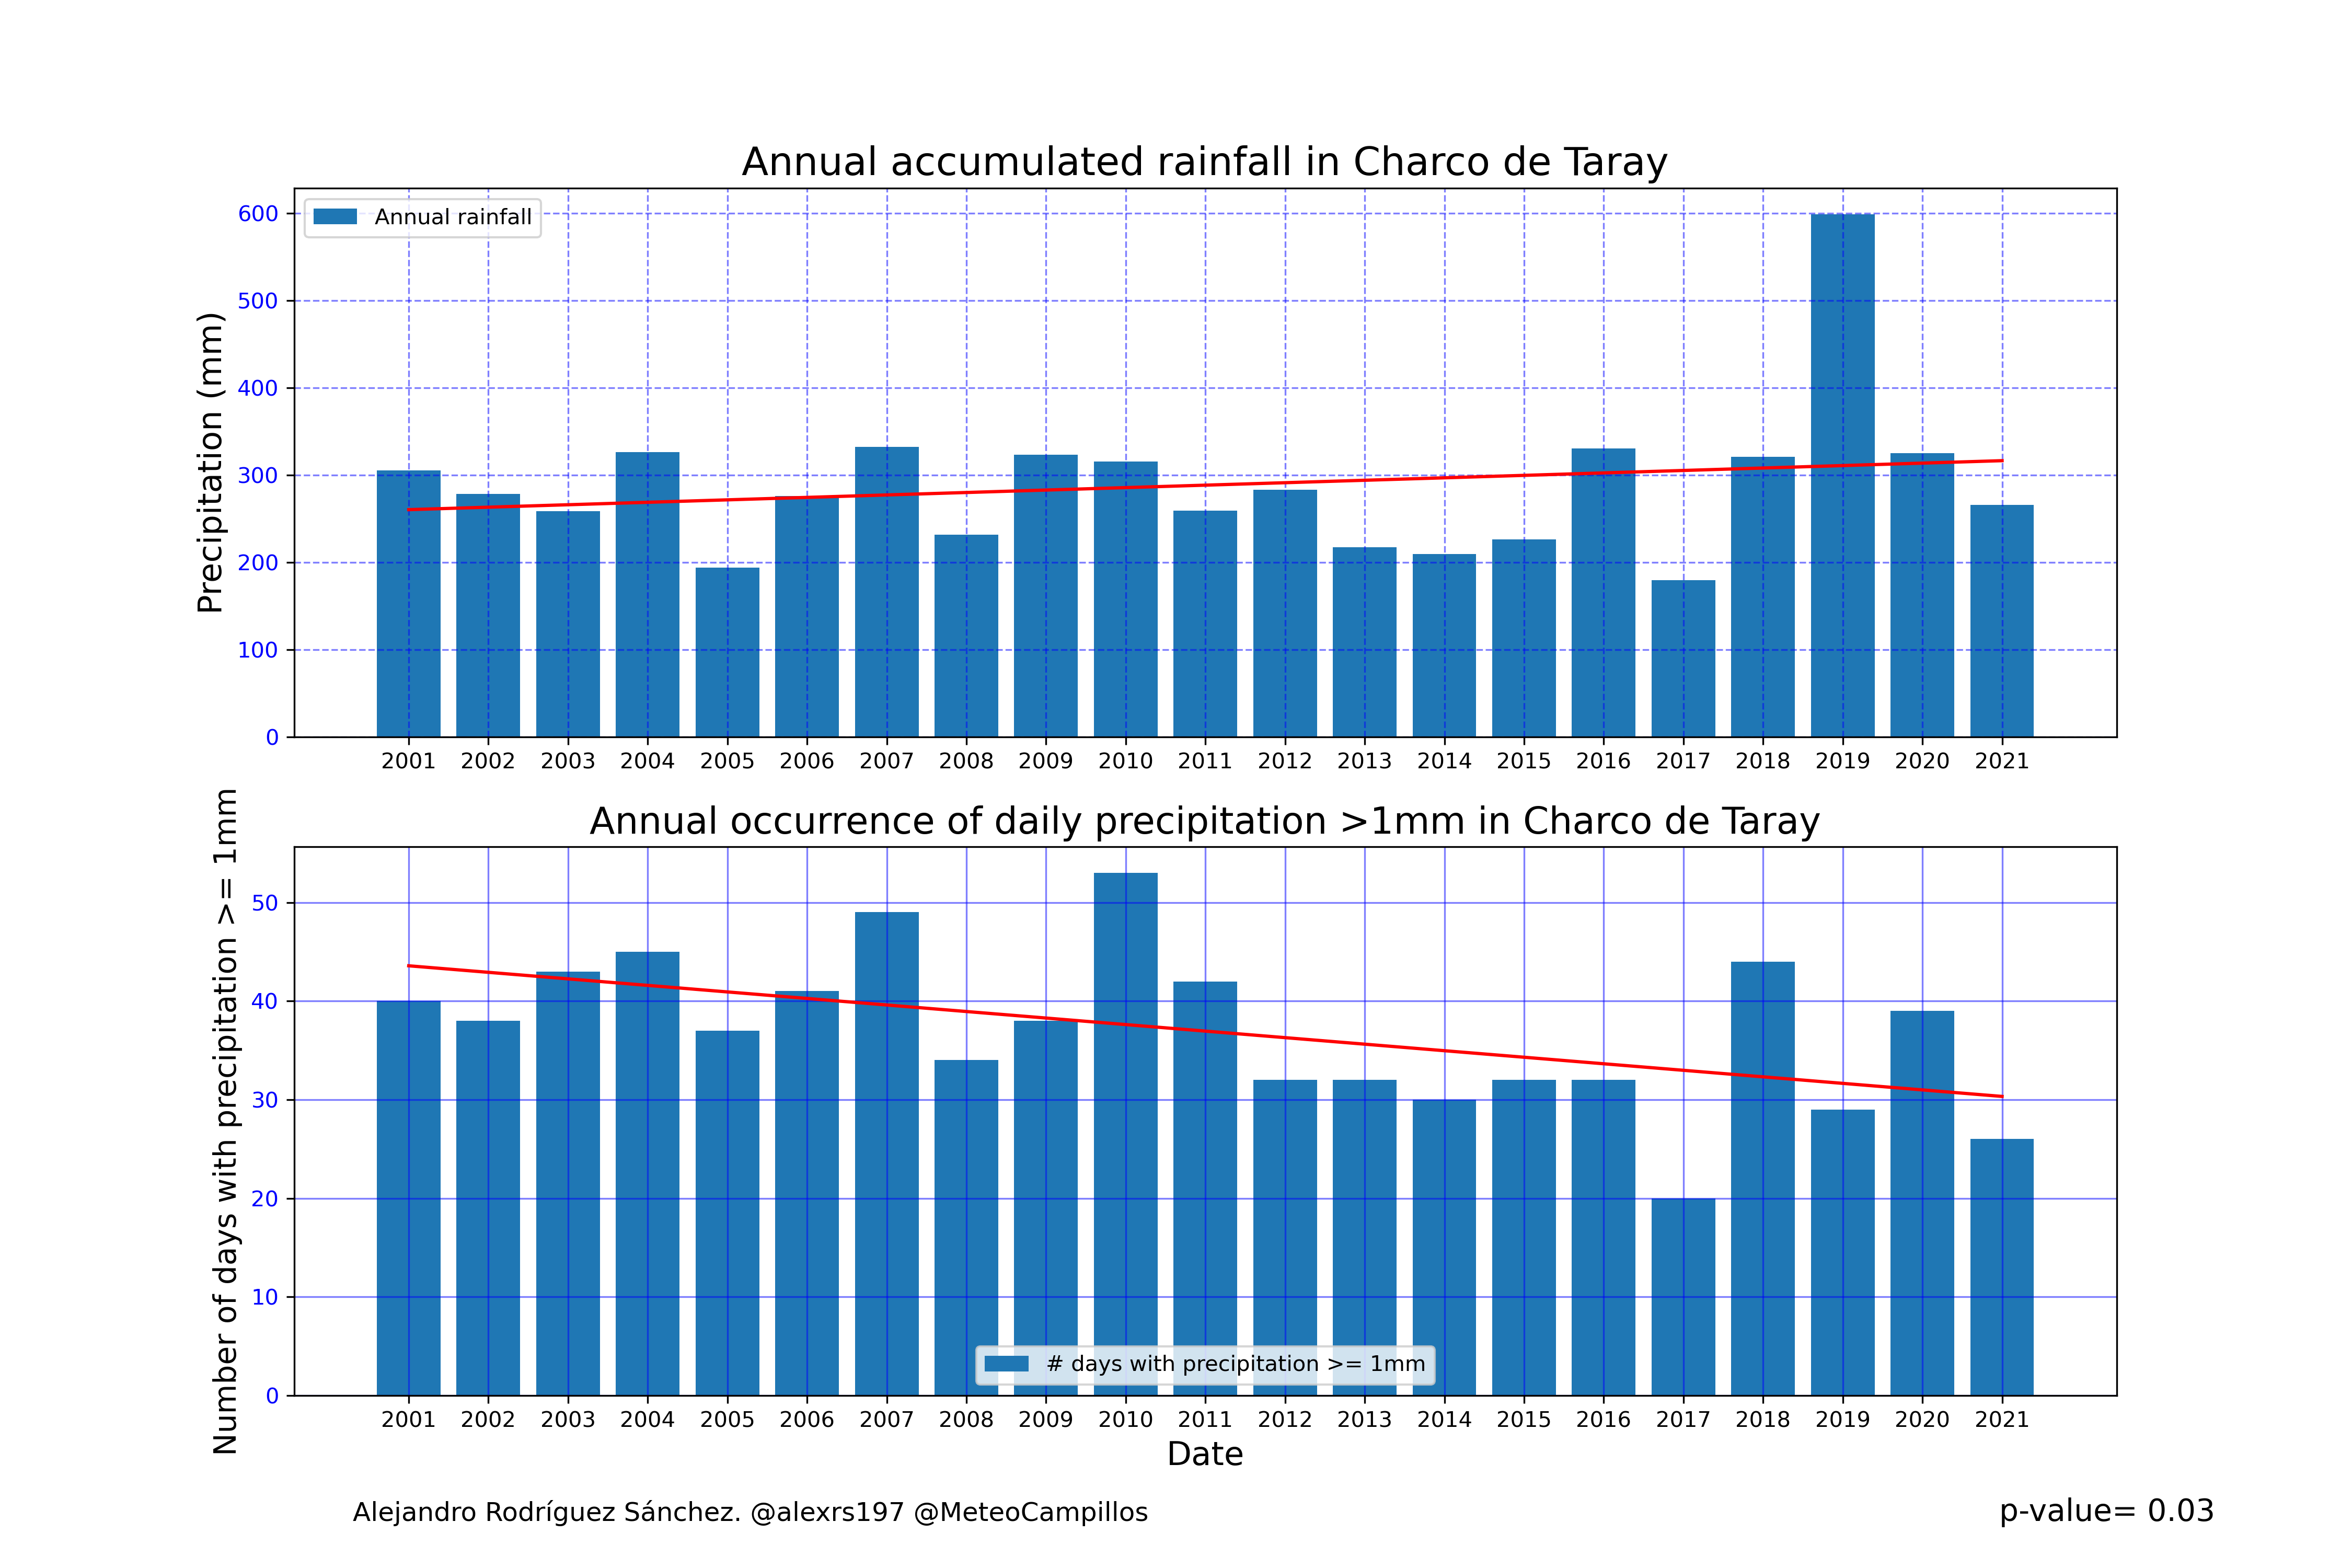 Annual accumulated rainfall in Charco de Taray
Annual rainfall
Precipitation (mm)
600
500
400
300
200
100
0
2001 2002 2003 2004 2005 2006 2007 2008 2009 2010 2011 2012 2013 2014 2015 2016 2017 2018 2019 2020 2021
Annual occurrence of daily precipitation >1mm in Charco de Taray
Number of days with precipitation >= 1mm
50
40
30
20
10
0
# days with precipitation >= 1mm
2001 2002 2003 2004 2005 2006 2007 2008 2009 2010 2011 2012 2013 2014 2015 2016 2017 2018 2019 2020 2021
Date
Alejandro Rodríguez Sánchez. @alexrs197 @MeteoCampillos
p-value= 0.03